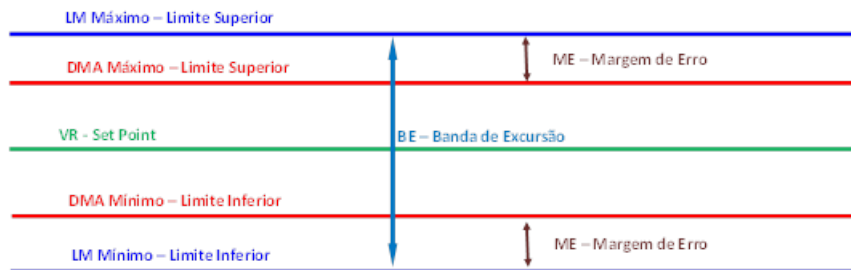 LM Máximo – Limite Superior
DMA Máximo – Limite Superior
ME – Margem de Erro
VR - Set Point
BE – Banda de Excursão
DMA Mínimo – Limite Inferior
LM Mínimo – Limite Inferior
ME – Margem de Erro